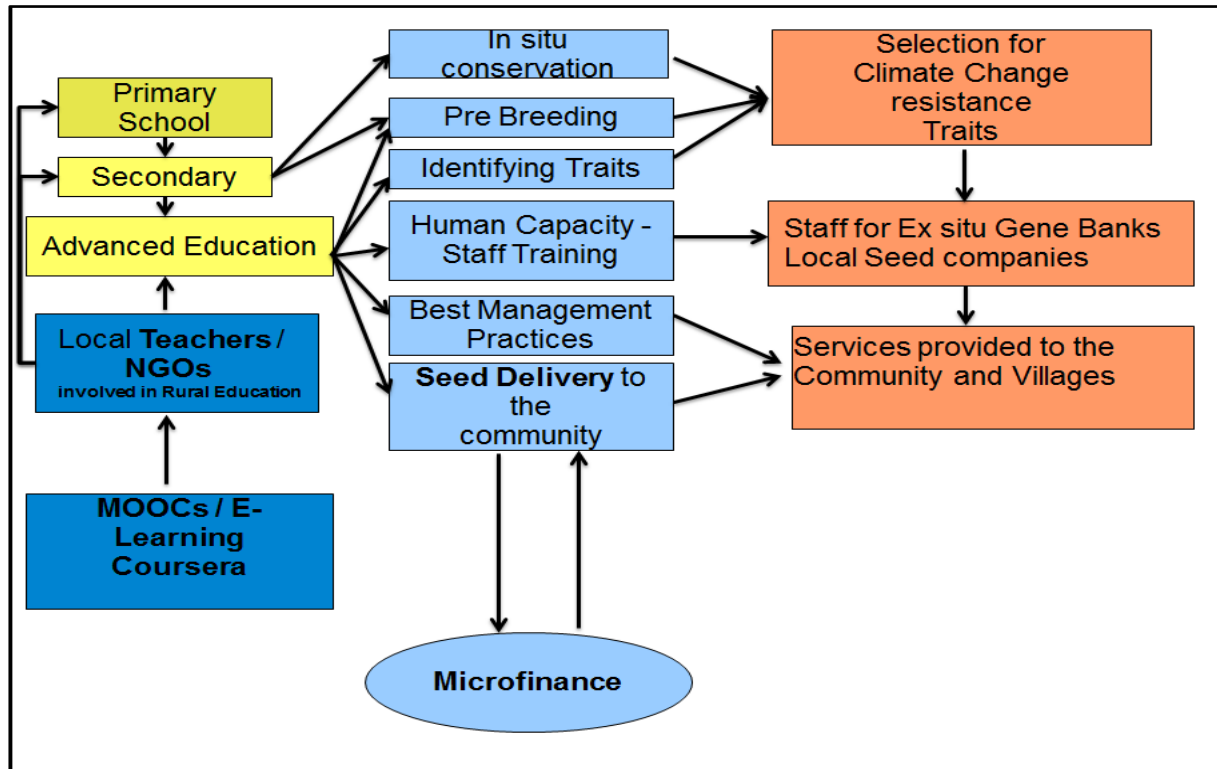 Primary
School
Secondary
Advanced Education
Local Teachers /
NGOs
involved in Rural Education
MOOCs / E-
Learning
Coursera
In situ
conservation
Pre Breeding
Identifying Traits
Human Capacity -
Staff Training
Best Management
Practices
Seed Delivery to
the
community
Microfinance
Selection for
Climate Change
resistance
Traits
Staff for Ex situ Gene Banks
Local Seed companies
Services provided to the
Community and Villages